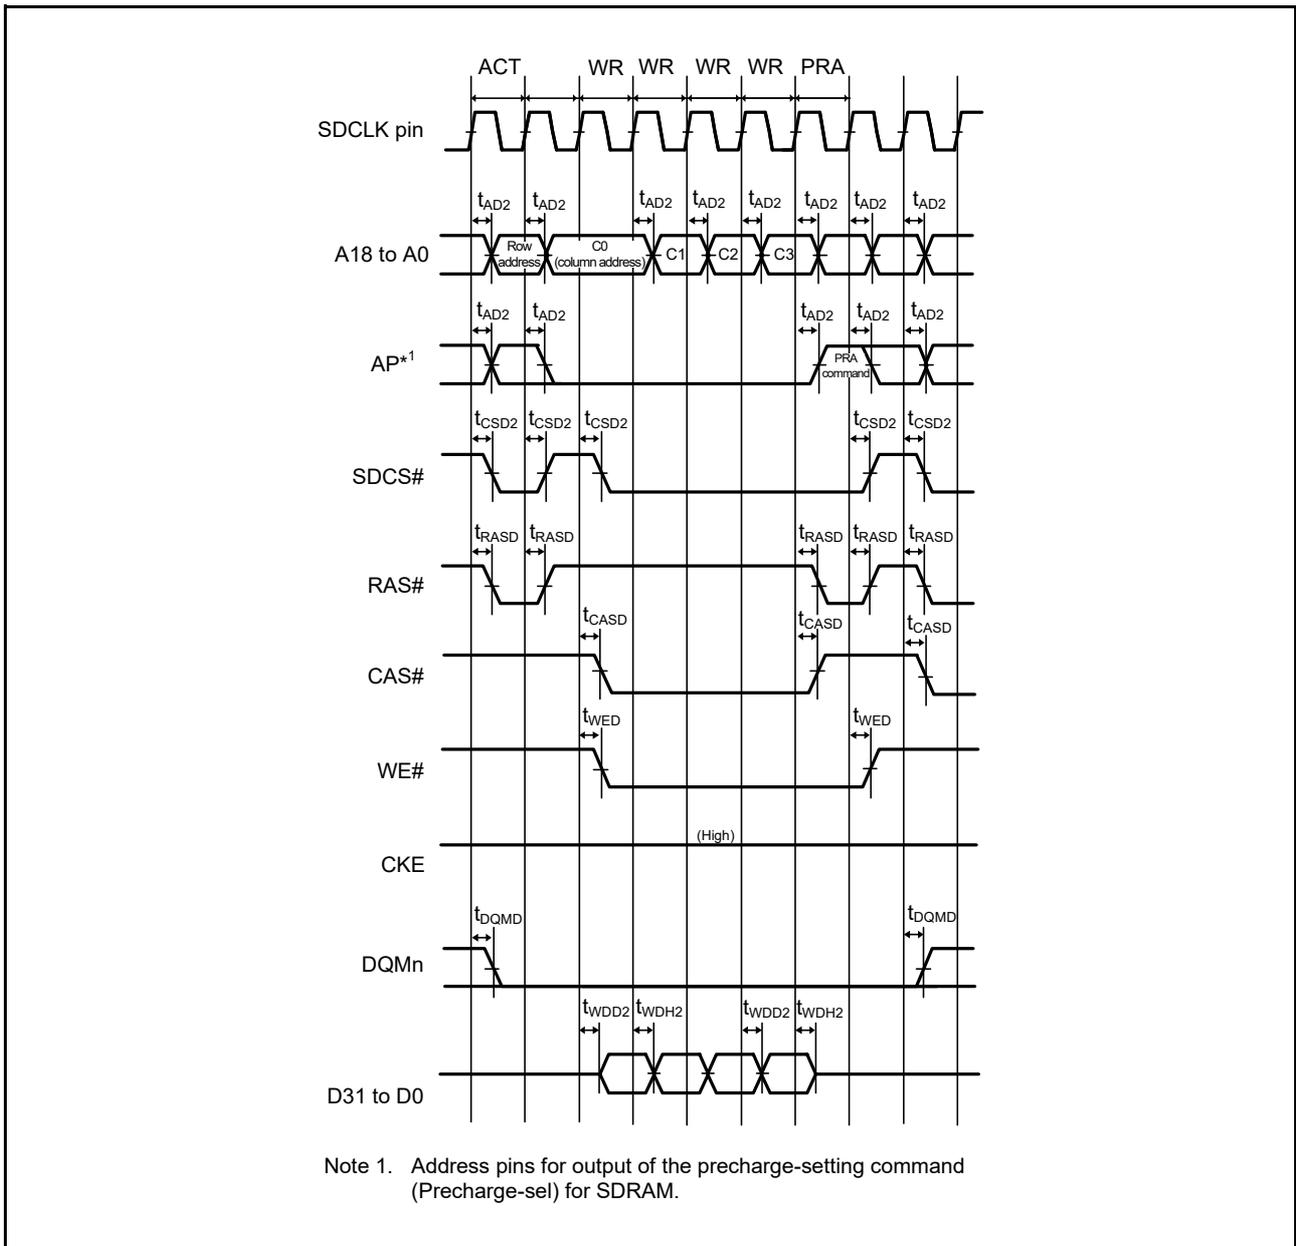 ACT WR WR WR WR PRA
SDCLK pin
tAD2 tAD2 tAD2 tAD2 tAD2 tAD2 tAD2 tAD2
A18 to A0
Row address
C0 (column address)
C1 C2 C3
tAD2 tAD2 tAD2 tAD2 tAD2
AP*1
PRA command
tCSD2 tCSD2 tCSD2 tCSD2 tCSD2
SDCS#
tRASD tRASD tRASD tRASD tRASD
RAS#
tCASD tCASD tCASD
CAS#
tWED tWED
WE#
(High)
CKE
tDQMD tDQMD
DQMn
tWDD2 tWDH2 tWDD2 tWDH2
D31 to D0
Note 1. Address pins for output of the precharge-setting command
(Precharge-sel) for SDRAM.